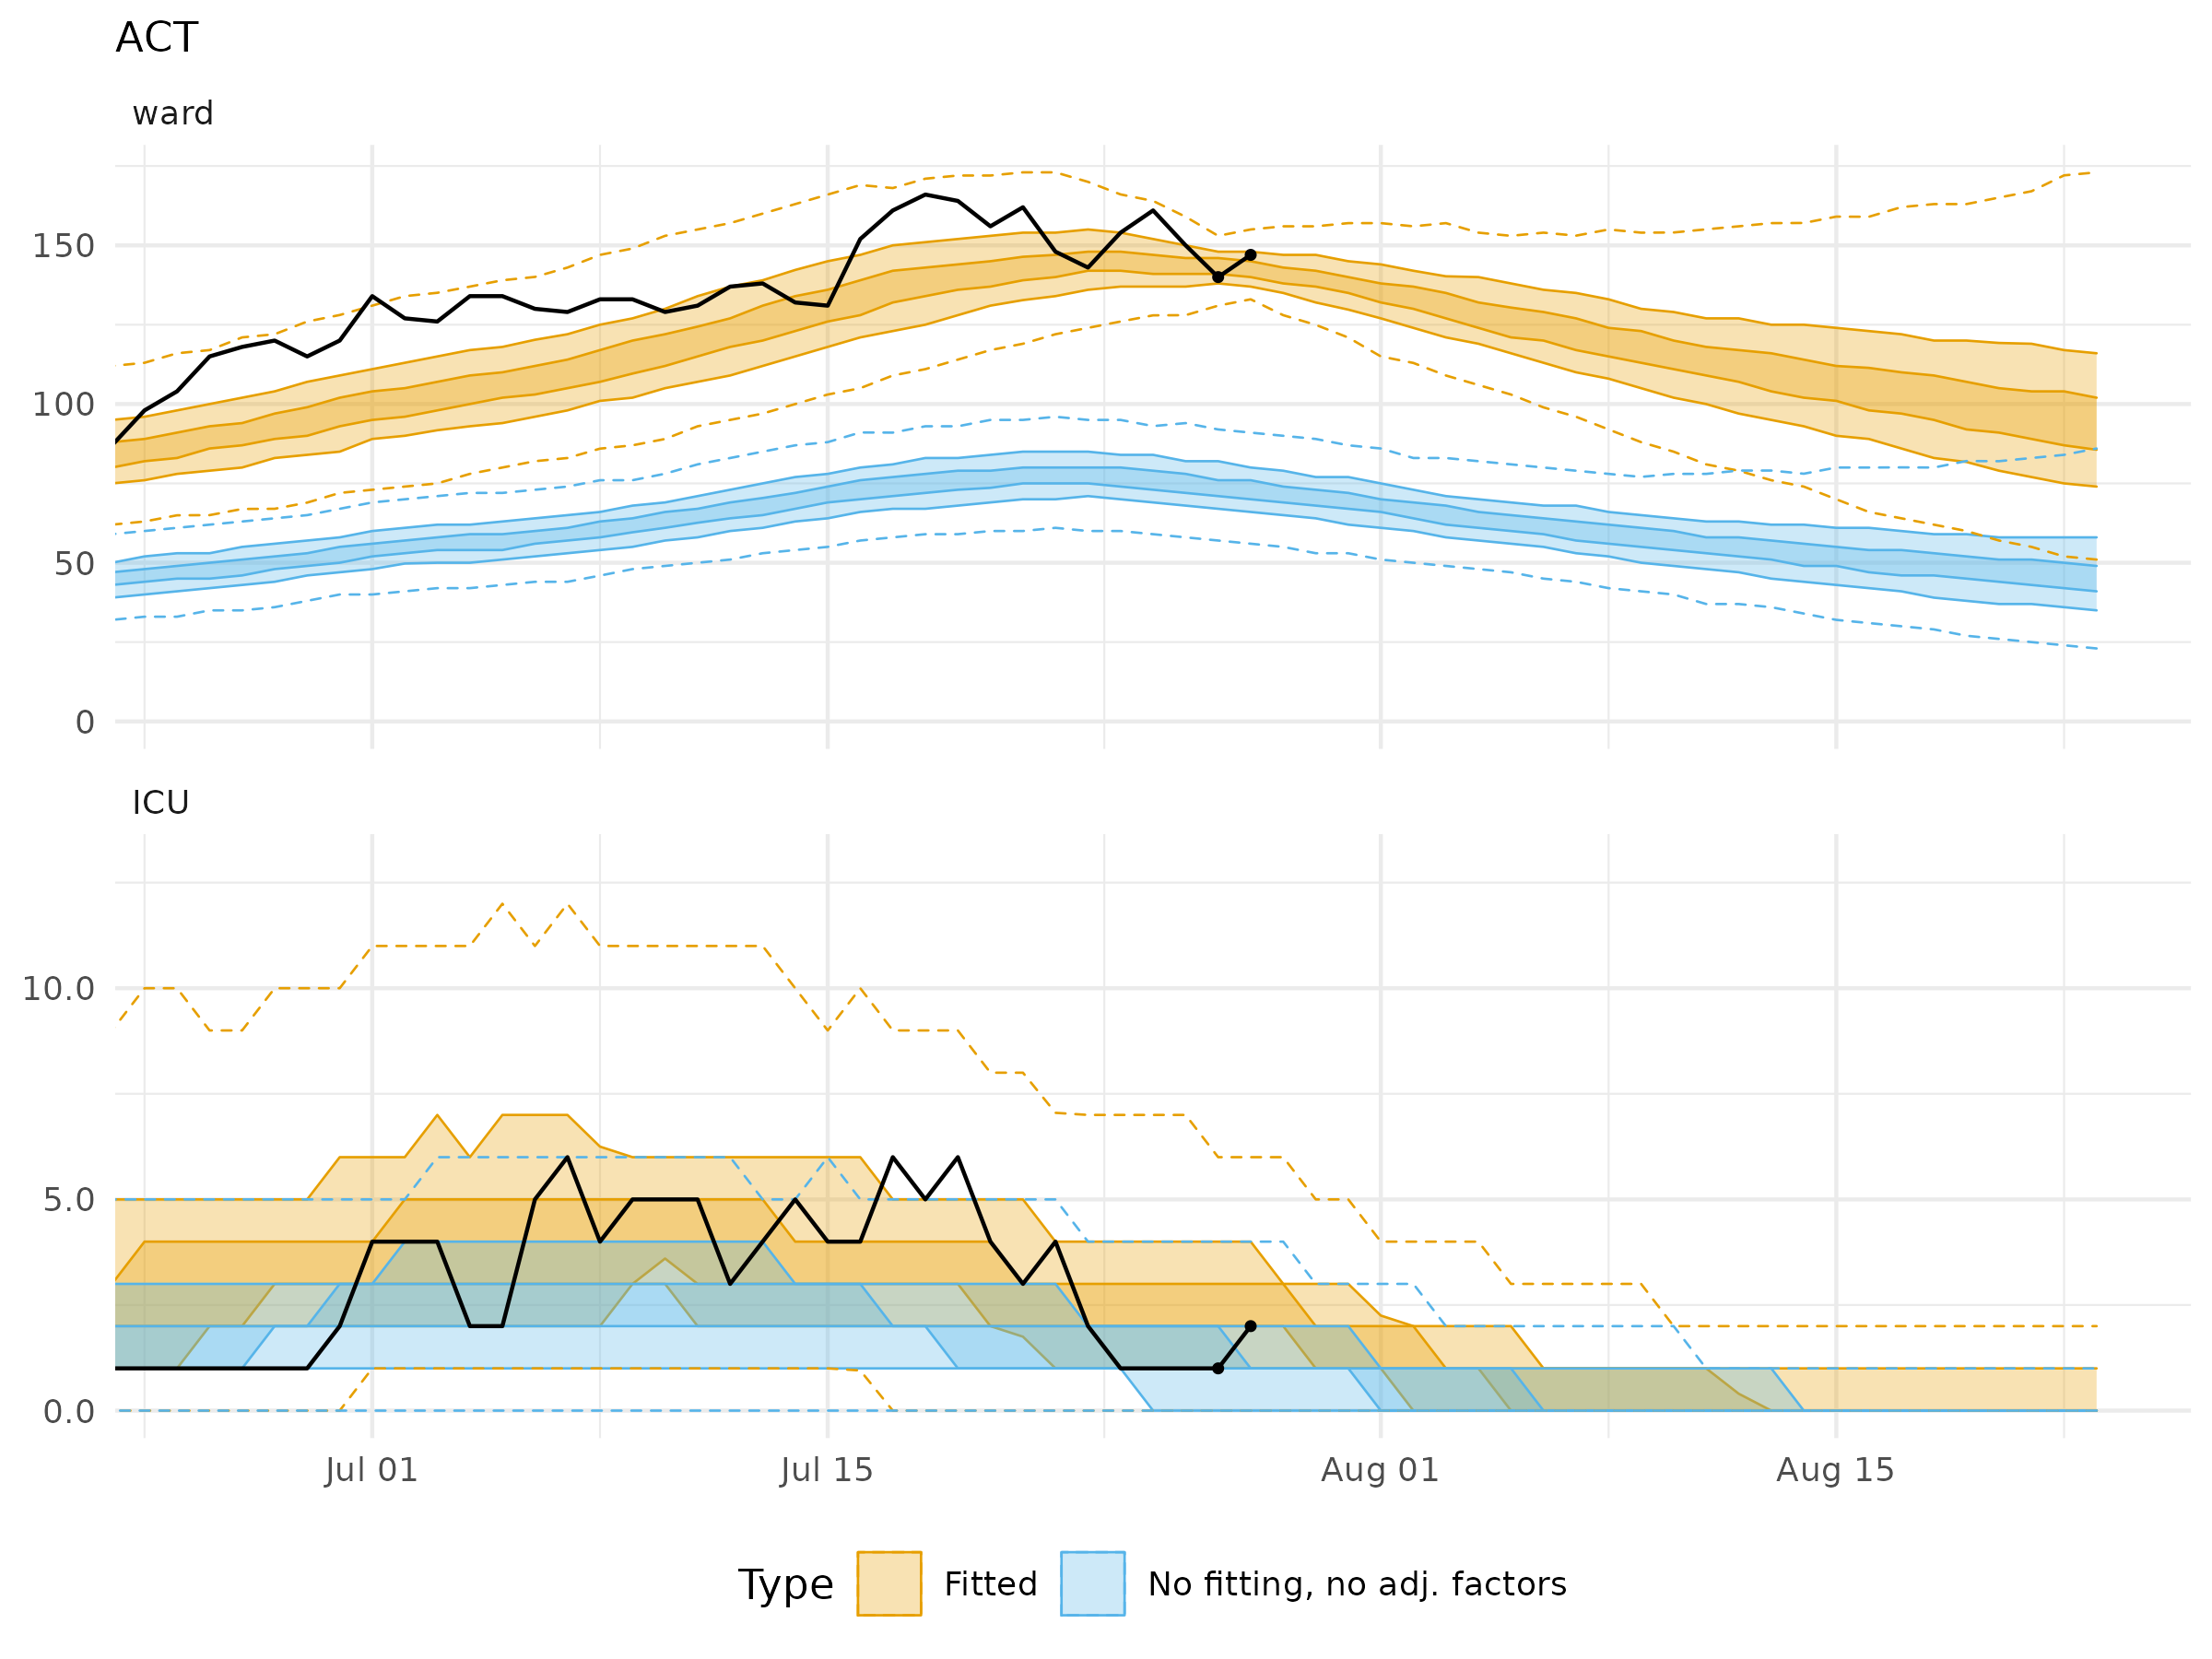 ACT
ward
150
100
50
0
ICU
10.0
5.0
0.0
Jul 01 Jul 15 Aug 01 Aug 15
Type Fitted No fitting, no adj. factors